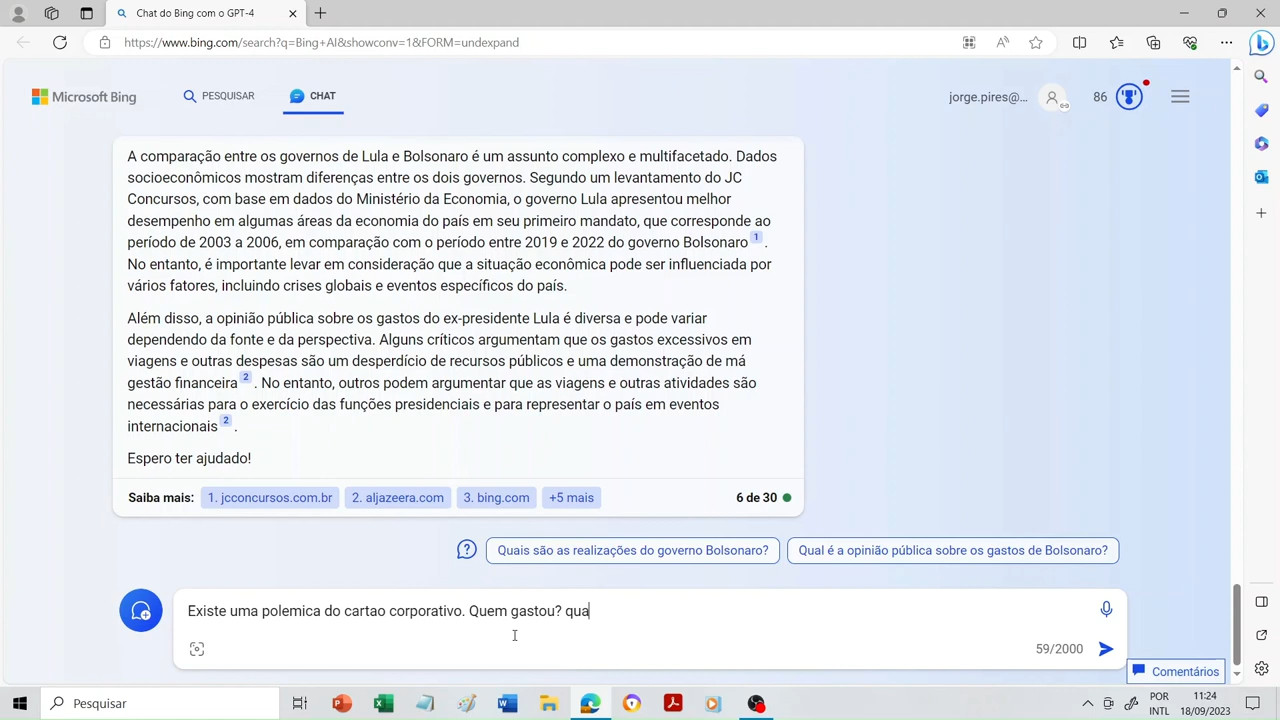 Chat do Bing com o GPT-4
https://www.bing.com/search?q=Bing+AI&showconv=1&FORM=undexpand
Microsoft Bing
PESQUISAR
CHAT
jorge.pires@...
86
A comparação entre os governos de Lula e Bolsonaro é um assunto complexo e multifacetado. Dados
socioeconômicos mostram diferenças entre os dois governos. Segundo um levantamento do JC
Concursos, com base em dados do Ministério da Economia, o governo Lula apresentou melhor
desempenho em algumas áreas da economia do país em seu primeiro mandato, que corresponde ao
período de 2003 a 2006, em comparação com o período entre 2019 e 2022 do governo Bolsonaro 1 .
No entanto, é importante levar em consideração que a situação econômica pode ser influenciada por
vários fatores, incluindo crises globais e eventos específicos do país.
Além disso, a opinião pública sobre os gastos do ex-presidente Lula é diversa e pode variar
dependendo da fonte e da perspectiva. Alguns críticos argumentam que os gastos excessivos em
viagens e outras despesas são um desperdício de recursos públicos e uma demonstração de má
gestão financeira 2 . No entanto, outros podem argumentar que as viagens e outras atividades são
necessárias para o exercício das funções presidenciais e para representar o país em eventos
internacionais 2 .
Espero ter ajudado!
Saiba mais: 1. jcconcursos.com.br 2. aljazeera.com 3. bing.com +5 mais 6 de 30
Quais são as realizações do governo Bolsonaro? Qual é a opinião pública sobre os gastos de Bolsonaro?
Existe uma polemica do cartao corporativo. Quem gastou? qua
59/2000
Comentários
Pesquisar
POR
INTL
11:24
18/09/2023